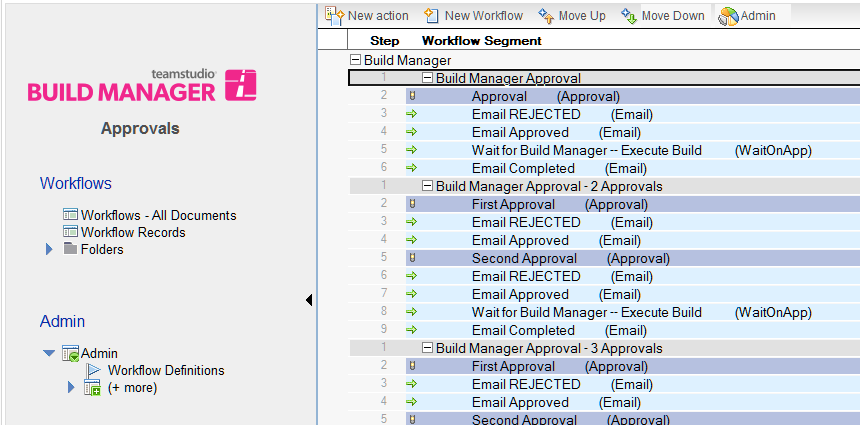 New action New Workflow Move Up Move Down Admin
Step Workflow Segment
teamstudio
BUILD MANAGER
Approvals
Workflows
Workflows - All Documents
Workflow Records
Folders
Admin
Admin
Workflow Definitions
(+ more)
Build Manager
1 Build Manager Approval
2 Approval (Approval)
3 Email REJECTED (Email)
4 Email Approved (Email)
5 Wait for Build Manager -- Execute Build (WaitOnApp)
6 Email Completed (Email)
1 Build Manager Approval - 2 Approvals
2 First Approval (Approval)
3 Email REJECTED (Email)
4 Email Approved (Email)
5 Second Approval (Approval)
6 Email REJECTED (Email)
7 Email Approved (Email)
8 Wait for Build Manager -- Execute Build (WaitOnApp)
9 Email Completed (Email)
1 Build Manager Approval - 3 Approvals
2 First Approval (Approval)
3 Email REJECTED (Email)
4 Email Approved (Email)
5 Second Approval (Approval)